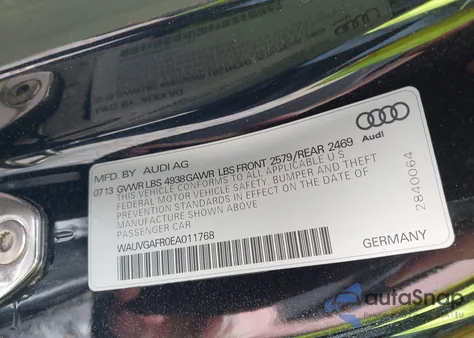 MFD. BY AUDI AG
07 13 GVWR LBS 4938 GAWR LBS FRONT 2579/REAR 2469
THIS VEHICLE CONFORMS TO ALL APPLICABLE U S
FEDERAL MOTOR VEHICLE SAFETY, BUMPER AND THEFT
PREVENTION STANDARDS IN EFFECT ON THE DATE OF
MANUFACTURE SHOWN ABOVE.
PASSENGER CAR
WAUVGAFR0EA011768
Audi
2840064
GERMANY
autoSnap